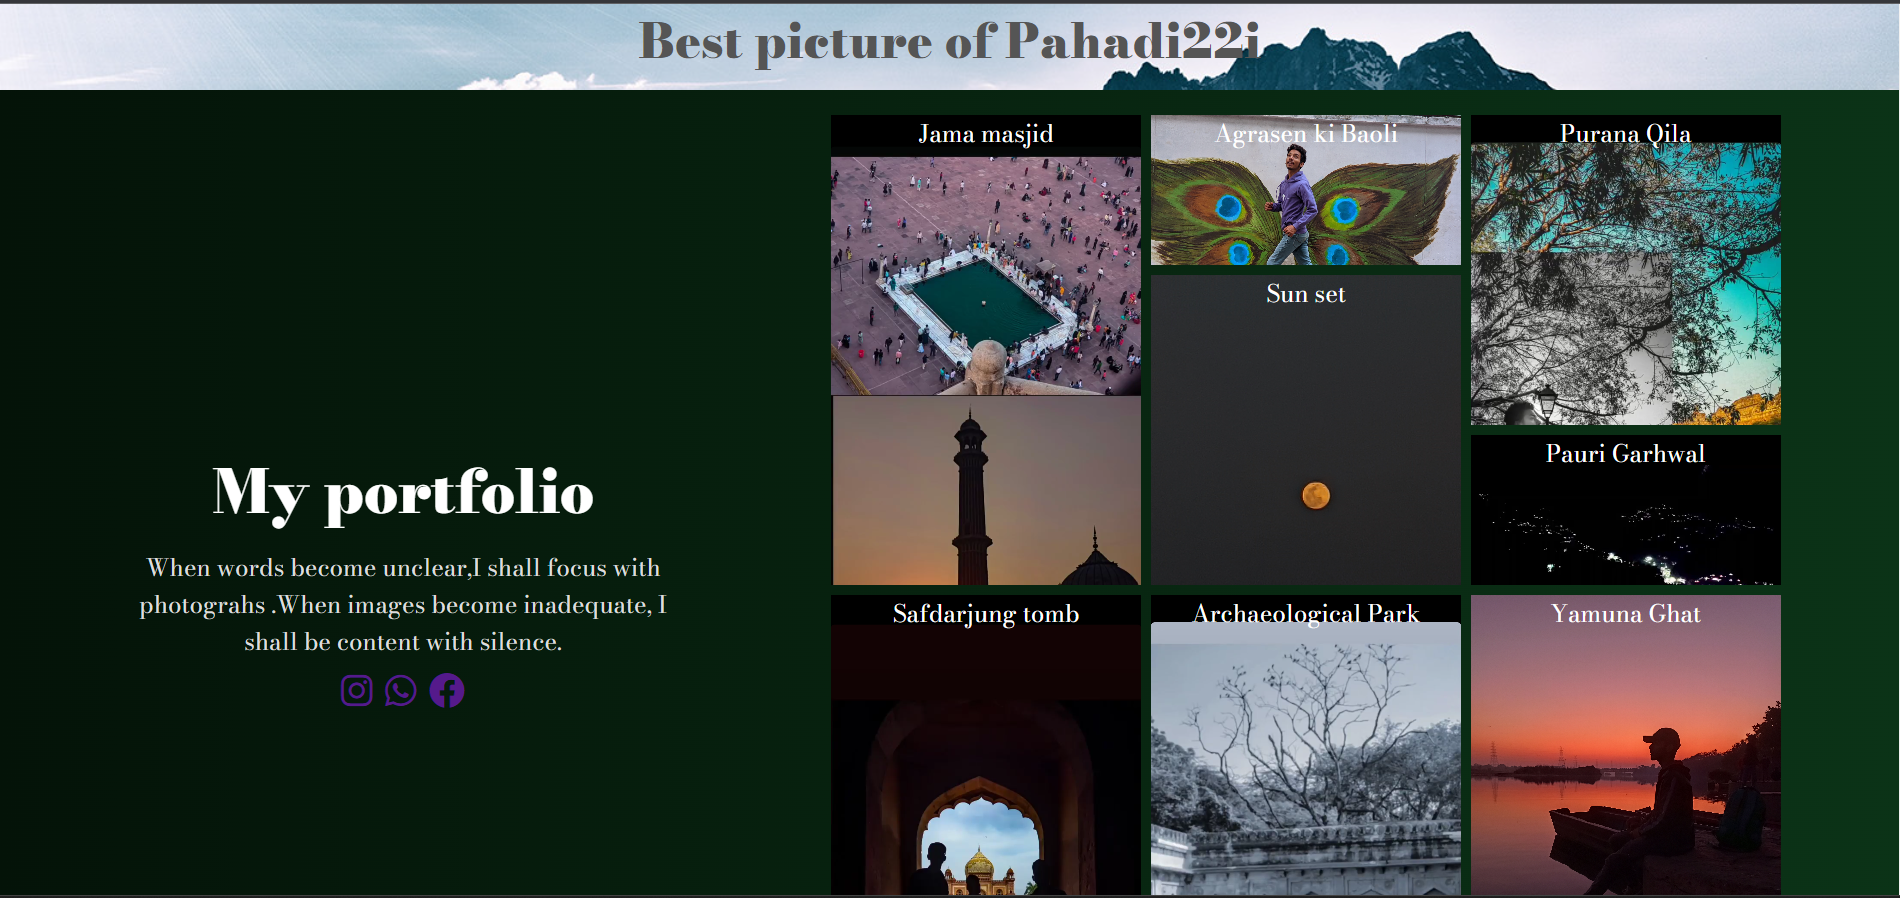 Best picture of Pahadi22i
My portfolio
When words become unclear,I shall focus with
photograhs .When images become inadequate, I
shall be content with silence.
Jama masjid
Agrasen ki Baoli
Purana Qila
Sun set
Pauri Garhwal
Safdarjung tomb
Archaeological Park
Yamuna Ghat